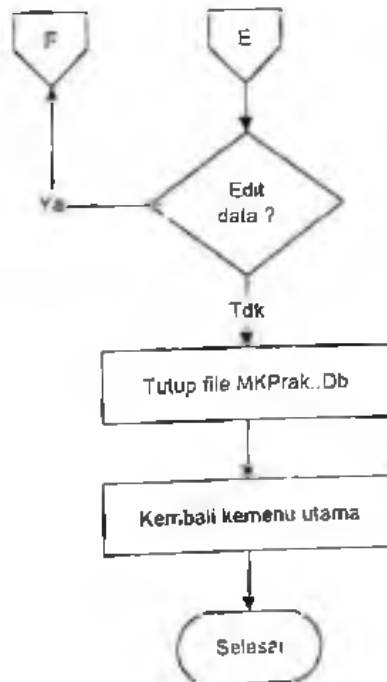 F
E
Edit
data ?
Ya
Tdk
Tutup file MKPrak..Db
Kembali kemenu utama
Selesai